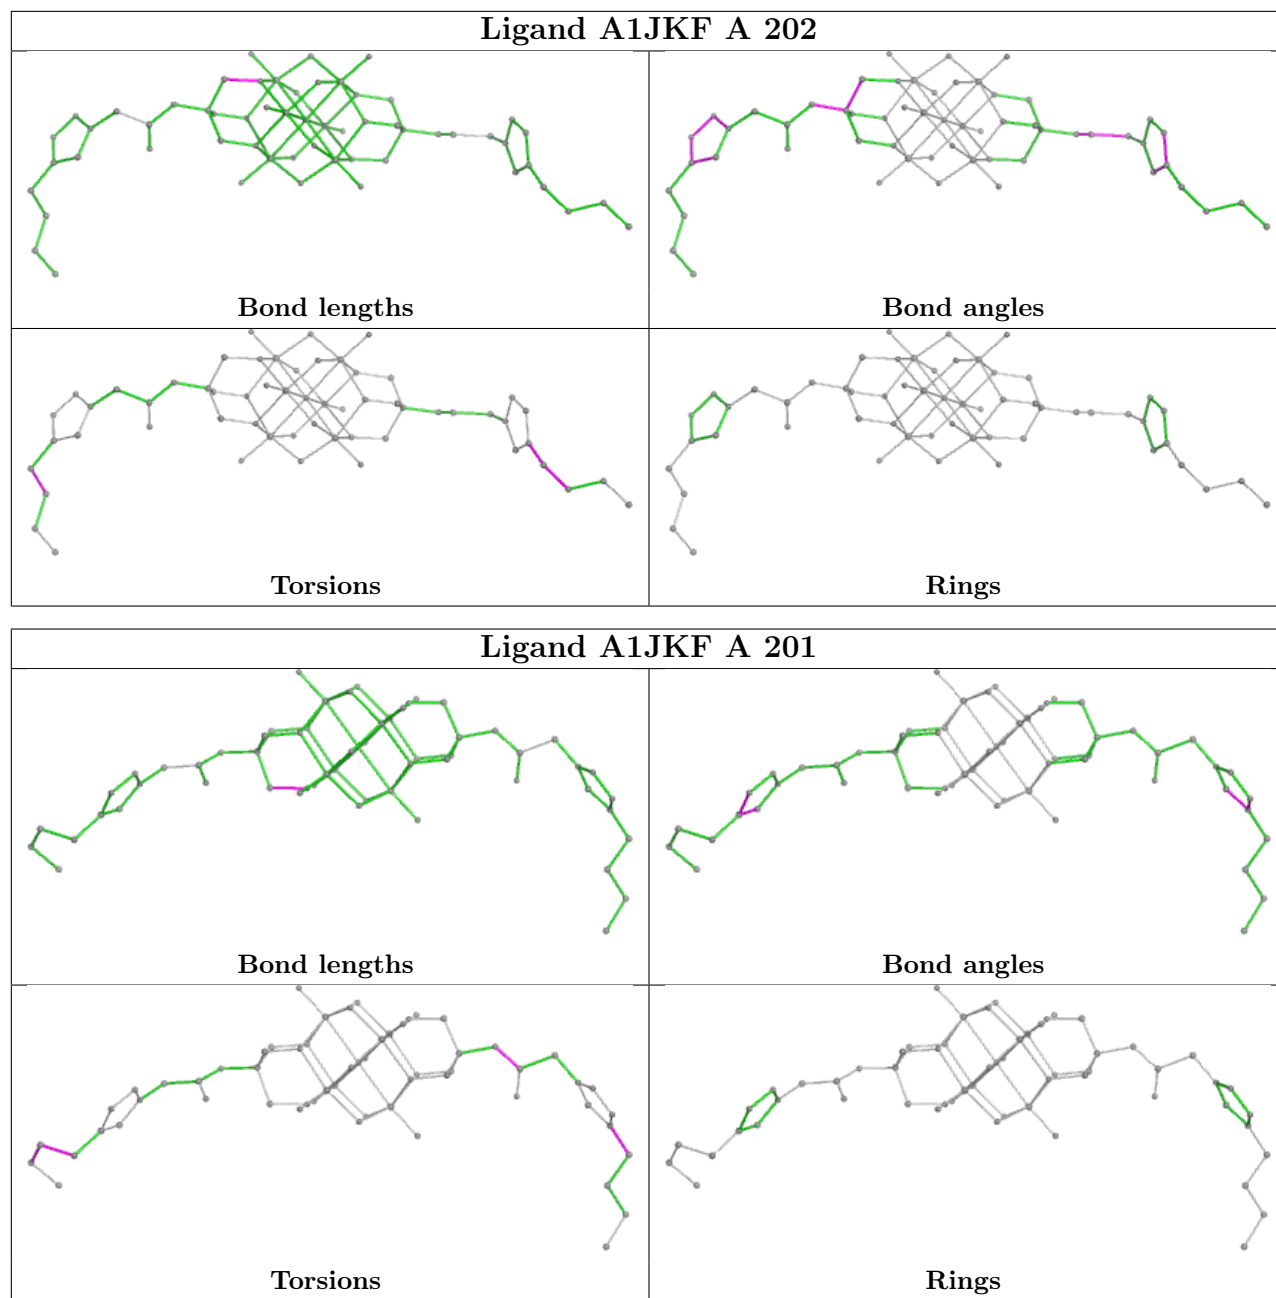 Ligand A1JKF A 202
Bond lengths
Bond angles
Torsions
Rings
Ligand A1JKF A 201
Bond lengths
Bond angles
Torsions
Rings